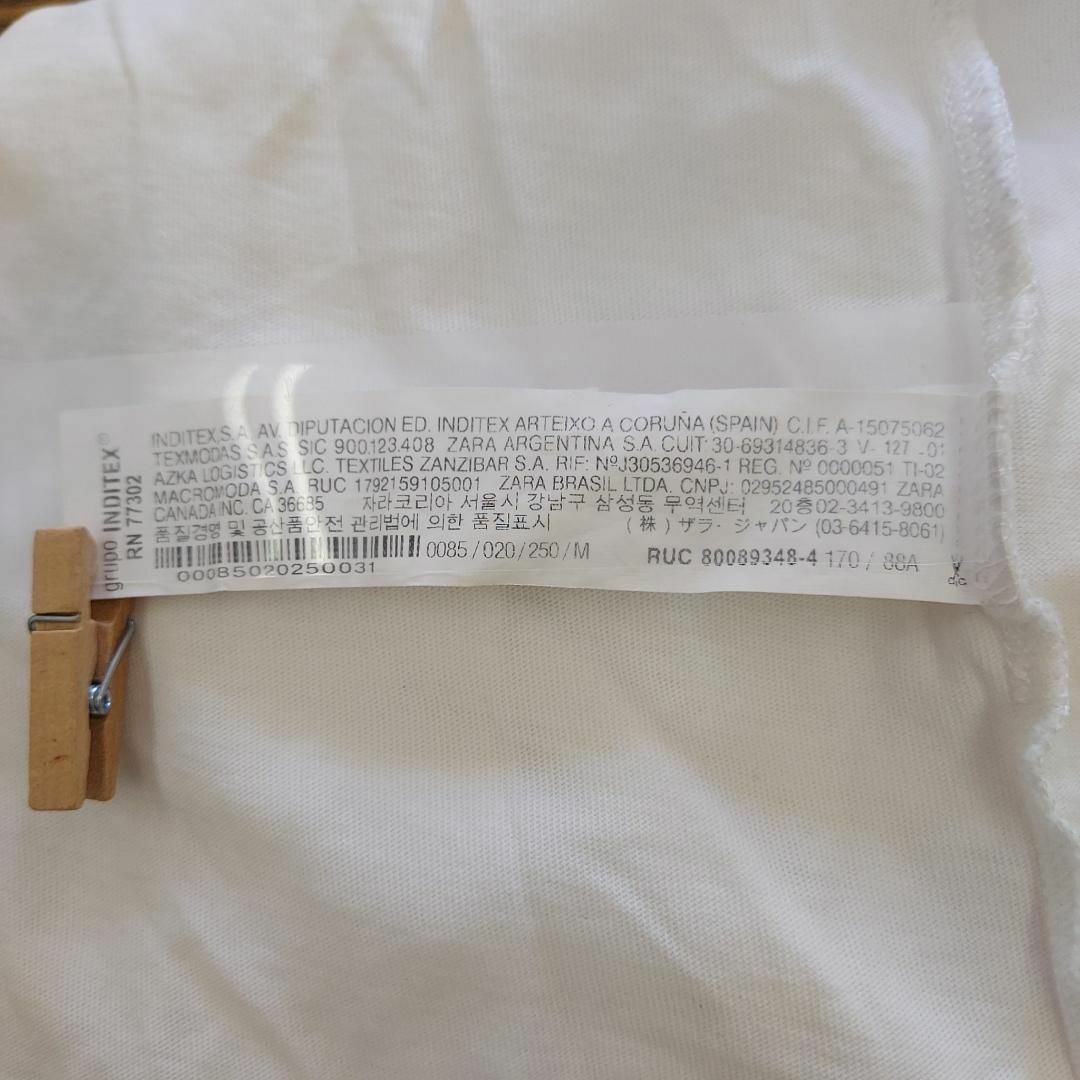 grupo INDITEX®
RN 77302
INDITEX,S.A. AV. DIPUTACION ED. INDITEX ARTEIXO A CORUÑA (SPAIN) C.I.F. A-15075062
TEXMODAS S.A.S. SIC 900.123.408 ZARA ARGENTINA S.A. CUIT: 30-69314836-3 V- 127 -01
AZKA LOGISTICS LLC. TEXTILES ZANZIBAR S.A. RIF: NºJ30536946-1 REG. Nº 0000051 TI-02
MACROMODA S.A. RUC 1792159105001 ZARA BRASIL LTDA. CNPJ: 02952485000491 ZARA
CANADA INC. CA 36685 자라코리아 서울시 강남구 삼성동 무역센터 20층02-3413-9800
품질경영 및 공산품안전 관리법에 의한 품질표시 (株) ザラ・ジャパン (03-6415-8061)
0085 / 020 / 250 / M RUC 80089348-4 170 / 88A
00085020250031